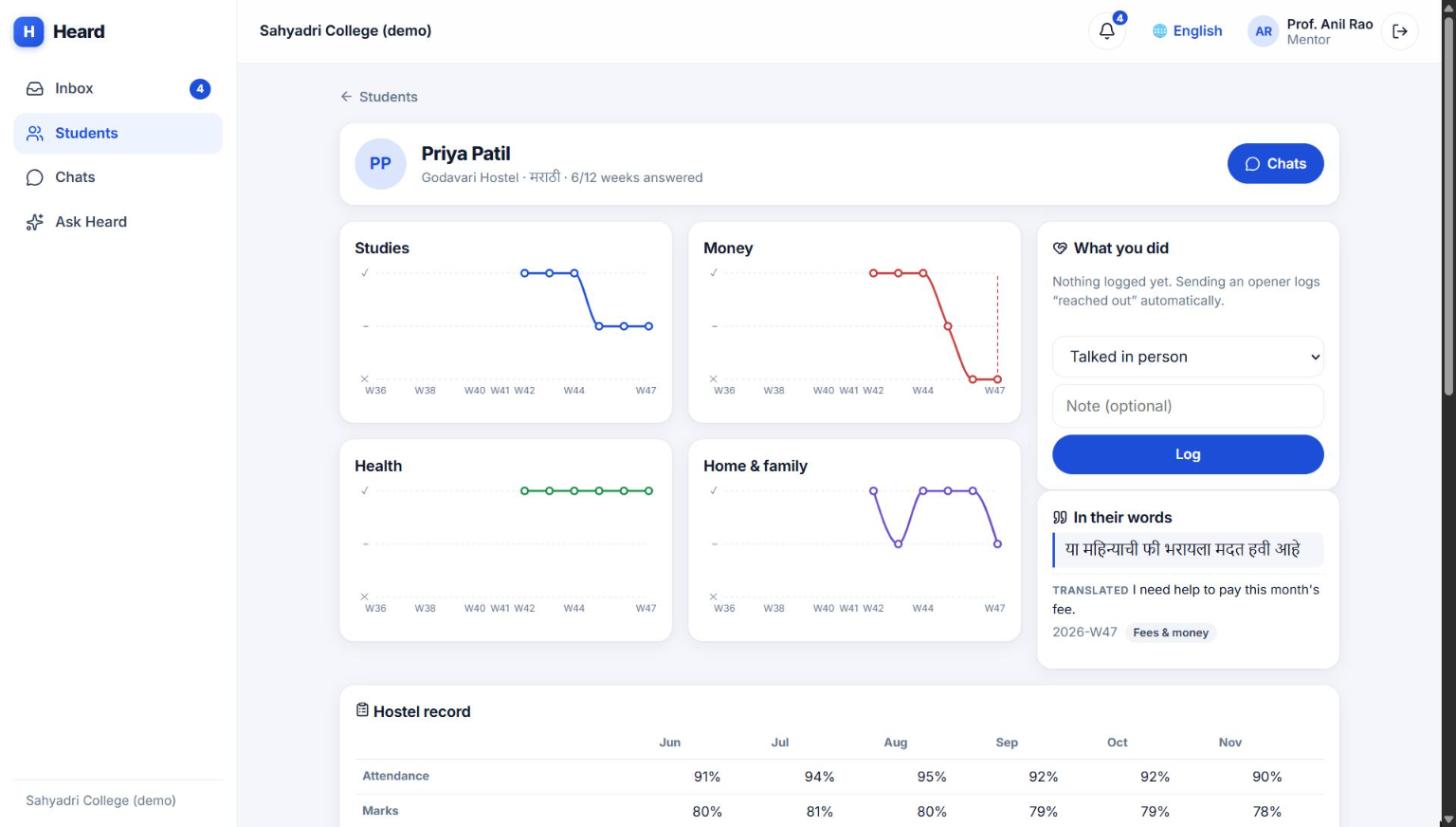 H Heard
Sahyadri College (demo)
4
English
AR
Prof. Anil Rao
Mentor
Inbox 4
Students
Chats
Ask Heard
Sahyadri College (demo)
← Students
PP
Priya Patil
Godavari Hostel · मराठी · 6/12 weeks answered
Chats
Studies
✓
–
×
W36 W38 W40 W41 W42 W44 W47
Money
✓
–
×
W36 W38 W40 W41 W42 W44 W47
Health
✓
–
×
W36 W38 W40 W41 W42 W44 W47
Home & family
✓
–
×
W36 W38 W40 W41 W42 W44 W47
What you did
Nothing logged yet. Sending an opener logs
“reached out” automatically.
Talked in person
Note (optional)
Log
In their words
या महिन्याची फी भरायला मदत हवी आहे
TRANSLATED I need help to pay this month's
fee.
2026-W47 Fees & money
Hostel record
Jun Jul Aug Sep Oct Nov
Attendance 91% 94% 95% 92% 92% 90%
Marks 80% 81% 80% 79% 79% 78%